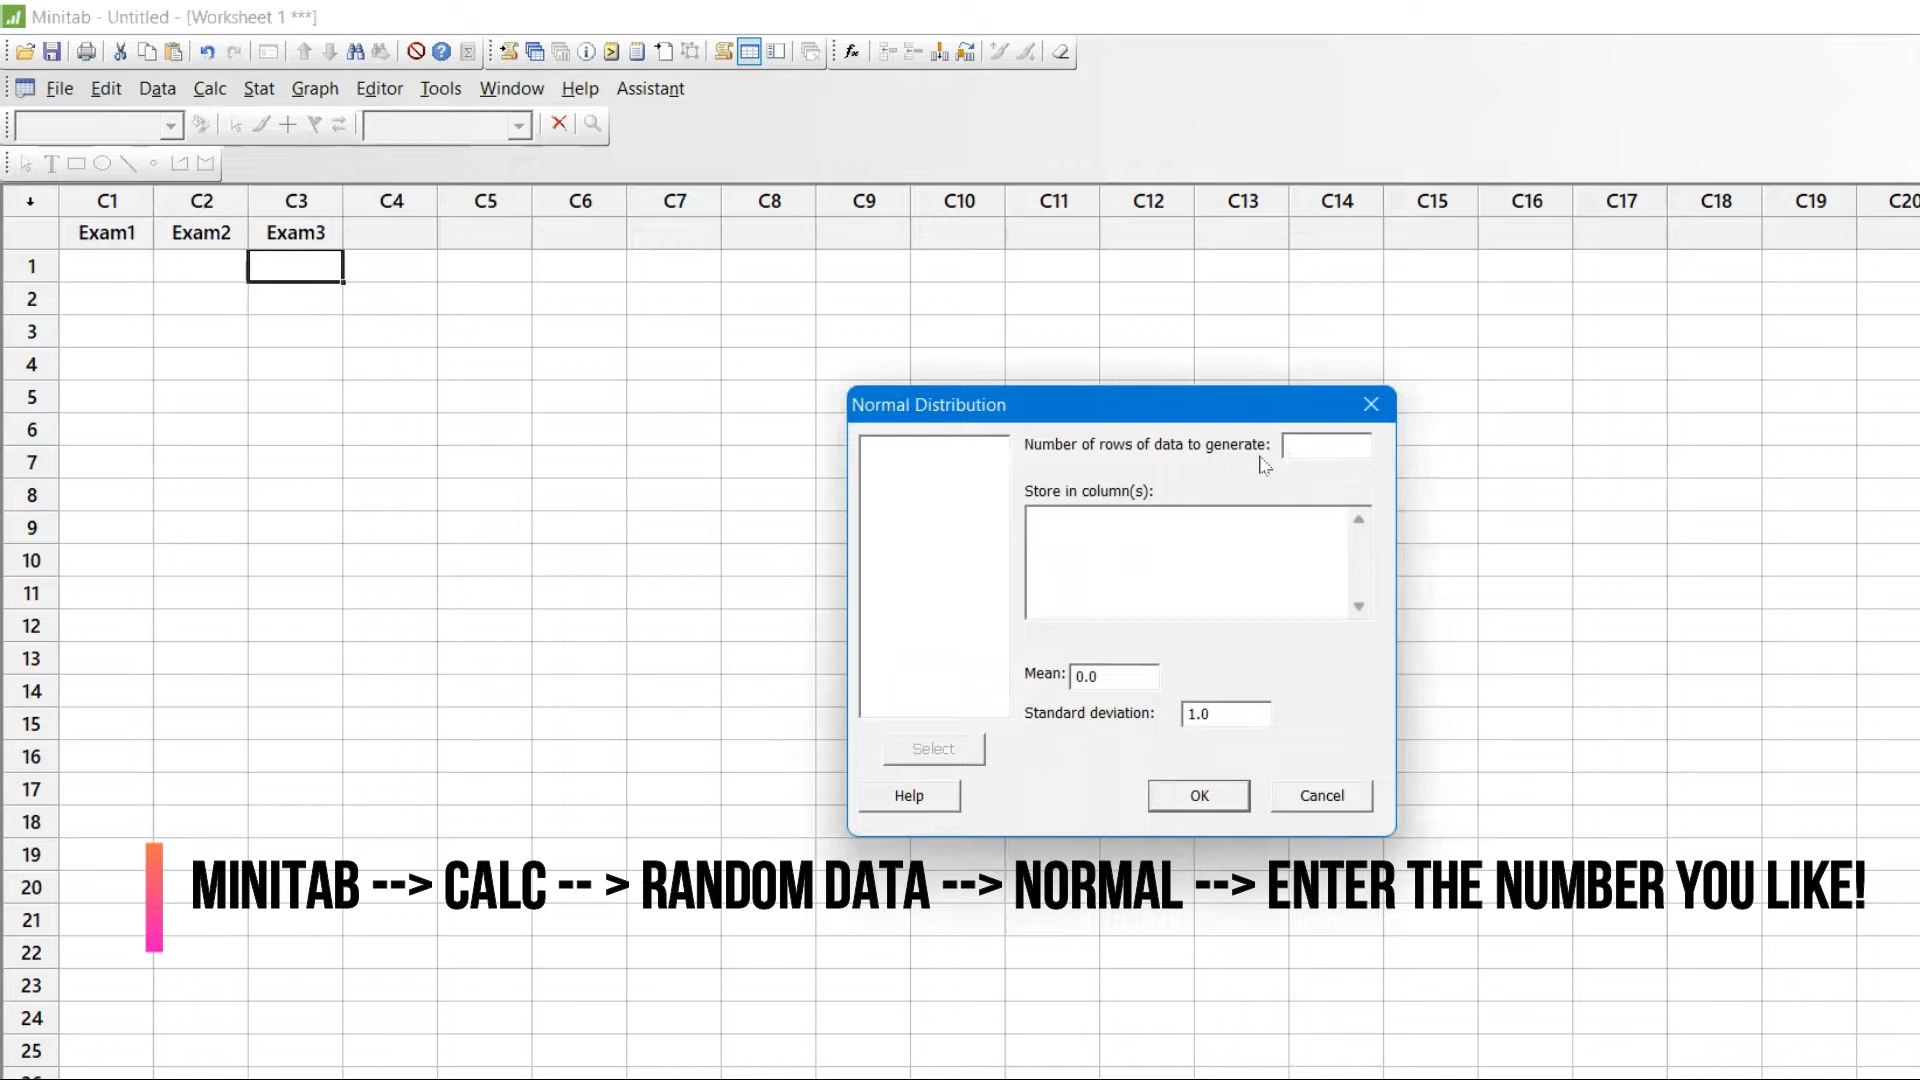 Minitab - Untitled - [Worksheet 1 ***]
File Edit Data Calc Stat Graph Editor Tools Window Help Assistant
C1 C2 C3 C4 C5 C6 C7 C8 C9 C10 C11 C12 C13 C14 C15 C16 C17 C18 C19 C20
Exam1 Exam2 Exam3
1
2
3
4
5
6
7
8
9
10
11
12
13
14
15
16
17
18
19
20
21
22
23
24
25
Normal Distribution
Number of rows of data to generate:
Store in column(s):
Mean: 0.0
Standard deviation: 1.0
Select
Help OK Cancel
MINITAB --> CALC -- > RANDOM DATA --> NORMAL --> ENTER THE NUMBER YOU LIKE!